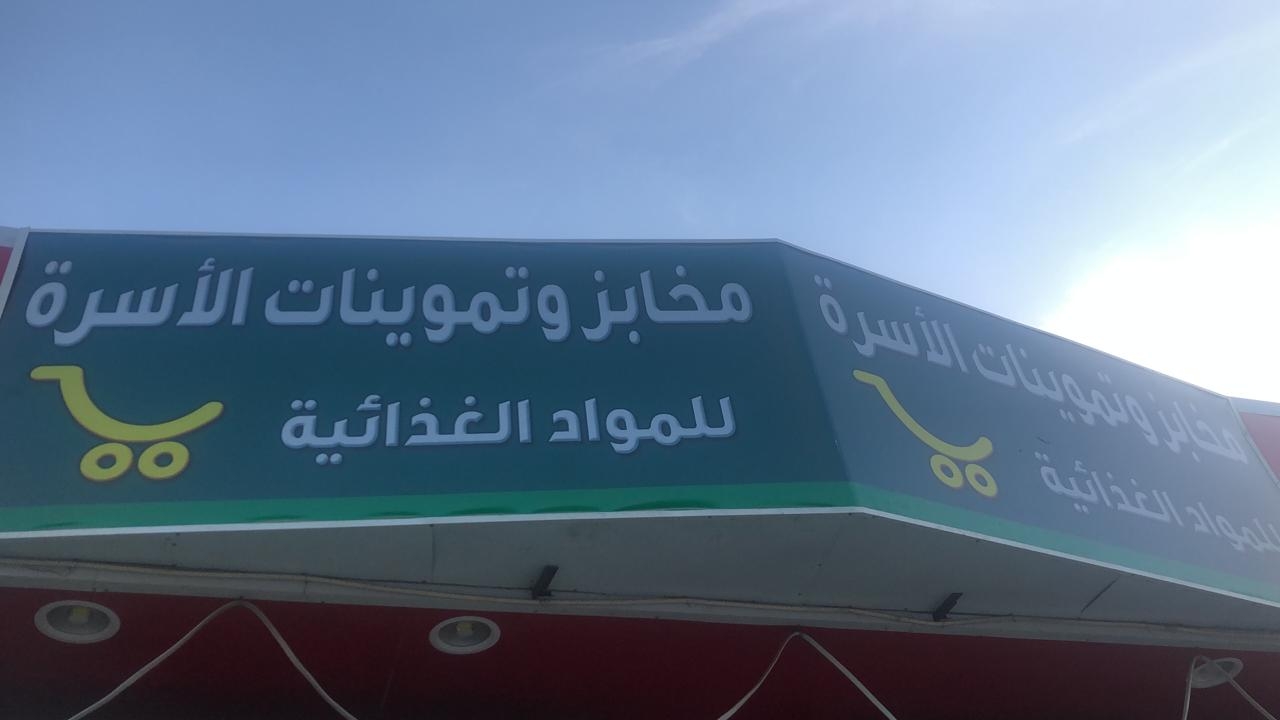 مخابز وتموينات الأسرة
للمواد الغذائية
مخابز وتموينات الأسرة
للمواد الغذائية